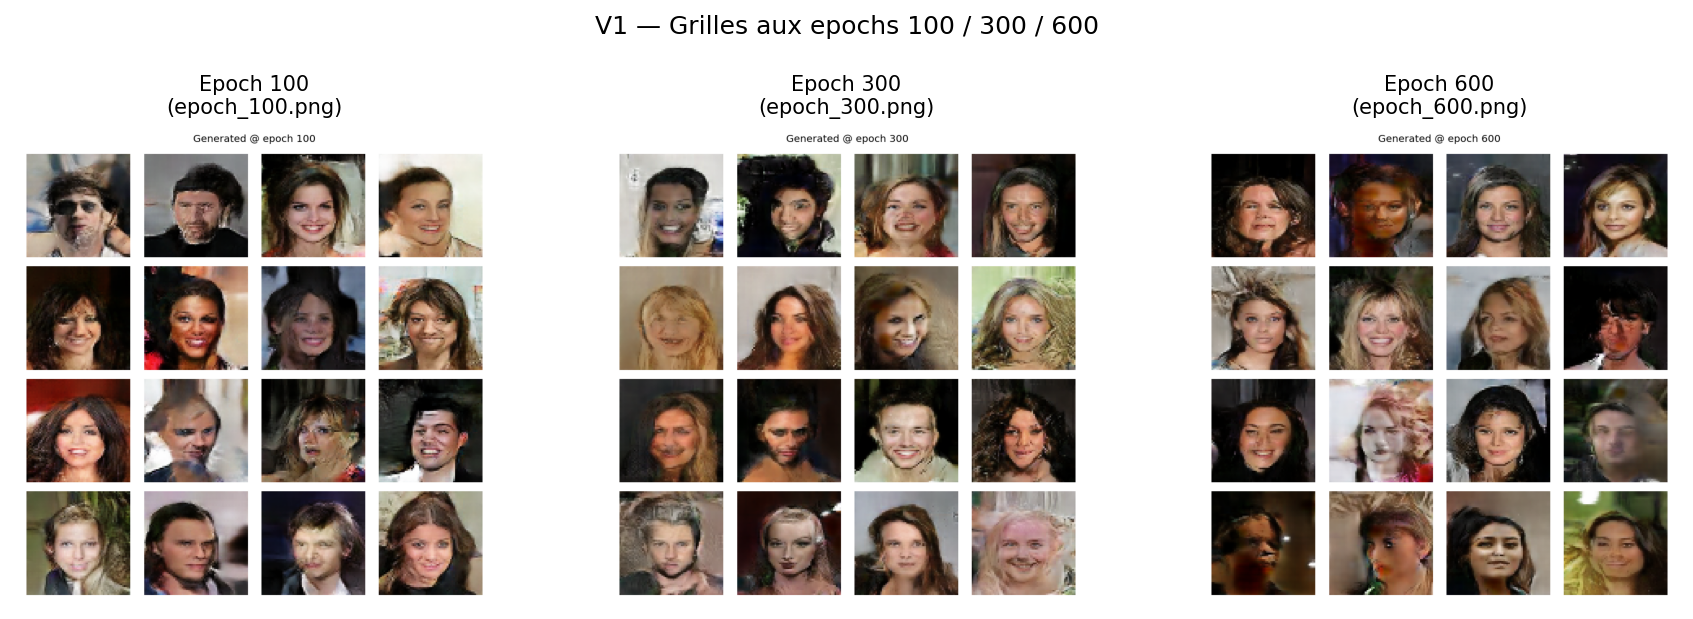 V1 — Grilles aux epochs 100 / 300 / 600
Epoch 100
(epoch_100.png)
Generated @ epoch 100
Epoch 300
(epoch_300.png)
Generated @ epoch 300
Epoch 600
(epoch_600.png)
Generated @ epoch 600